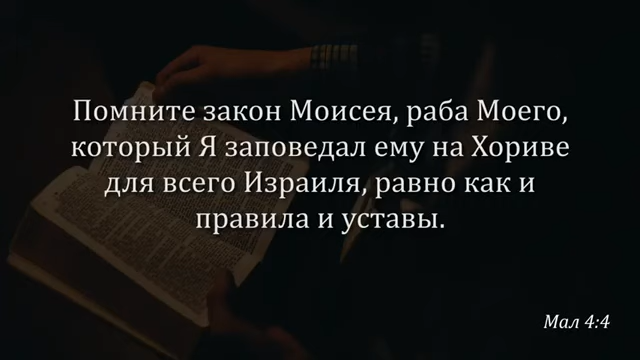 Помните закон Моисея, раба Моего,
который Я заповедал ему на Хориве
для всего Израиля, равно как и
правила и уставы.
Мал 4:4